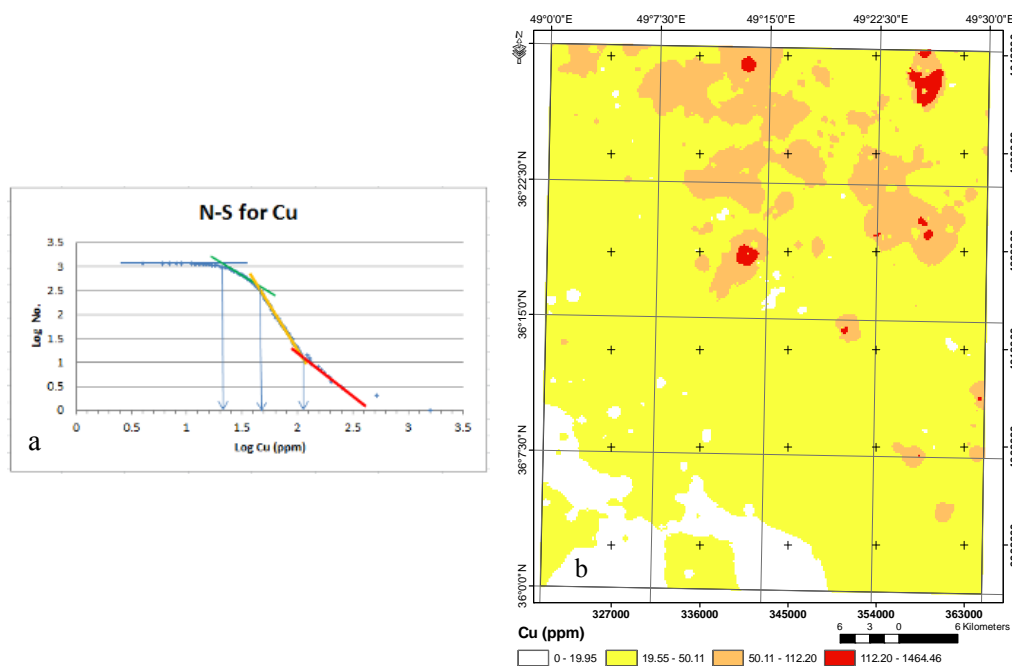 N-S for Cu
3.5
3
2.5
2
1.5
1
0.5
0
Log No.
0 0.5 1 1.5 2 2.5 3 3.5
Log Cu (ppm)
a
49°0'0"E 49°7'30"E 49°15'0"E 49°22'30"E 49°30'0"E
36°22'30"N
36°15'0"N
36°7'30"N
36°0'0"N
b
327000 336000 345000 354000 363000
6 3 0 6 Kilometers
Cu (ppm)
0 - 19.95 19.55 - 50.11 50.11 - 112.20 112.20 - 1464.46